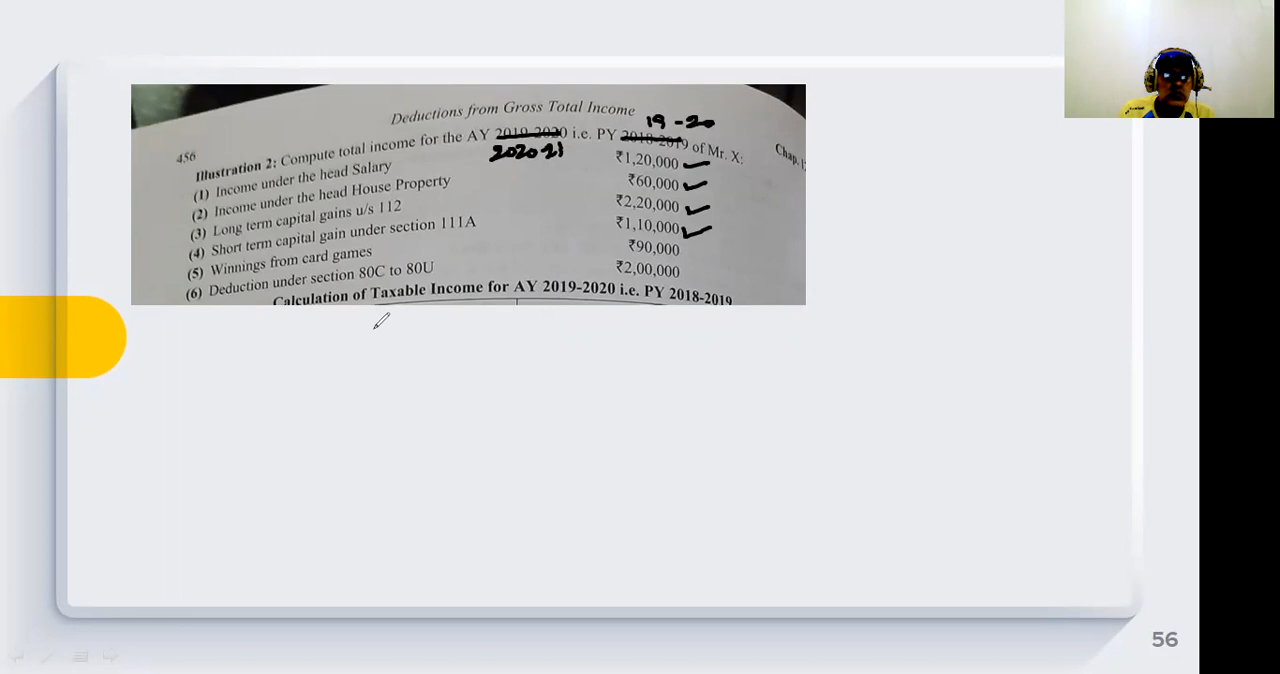 Deductions from Gross Total Income
19-20
456
Illustration 2: Compute total income for the AY 2019-2020 i.e. PY 2018-2019 of Mr. X:
Chap.
2020-21
(1) Income under the head Salary ₹1,20,000
(2) Income under the head House Property ₹60,000
(3) Long term capital gains u/s 112 ₹2,20,000
(4) Short term capital gain under section 111A ₹1,10,000
(5) Winnings from card games ₹90,000
(6) Deduction under section 80C to 80U ₹2,00,000
Calculation of Taxable Income for AY 2019-2020 i.e. PY 2018-2019
56